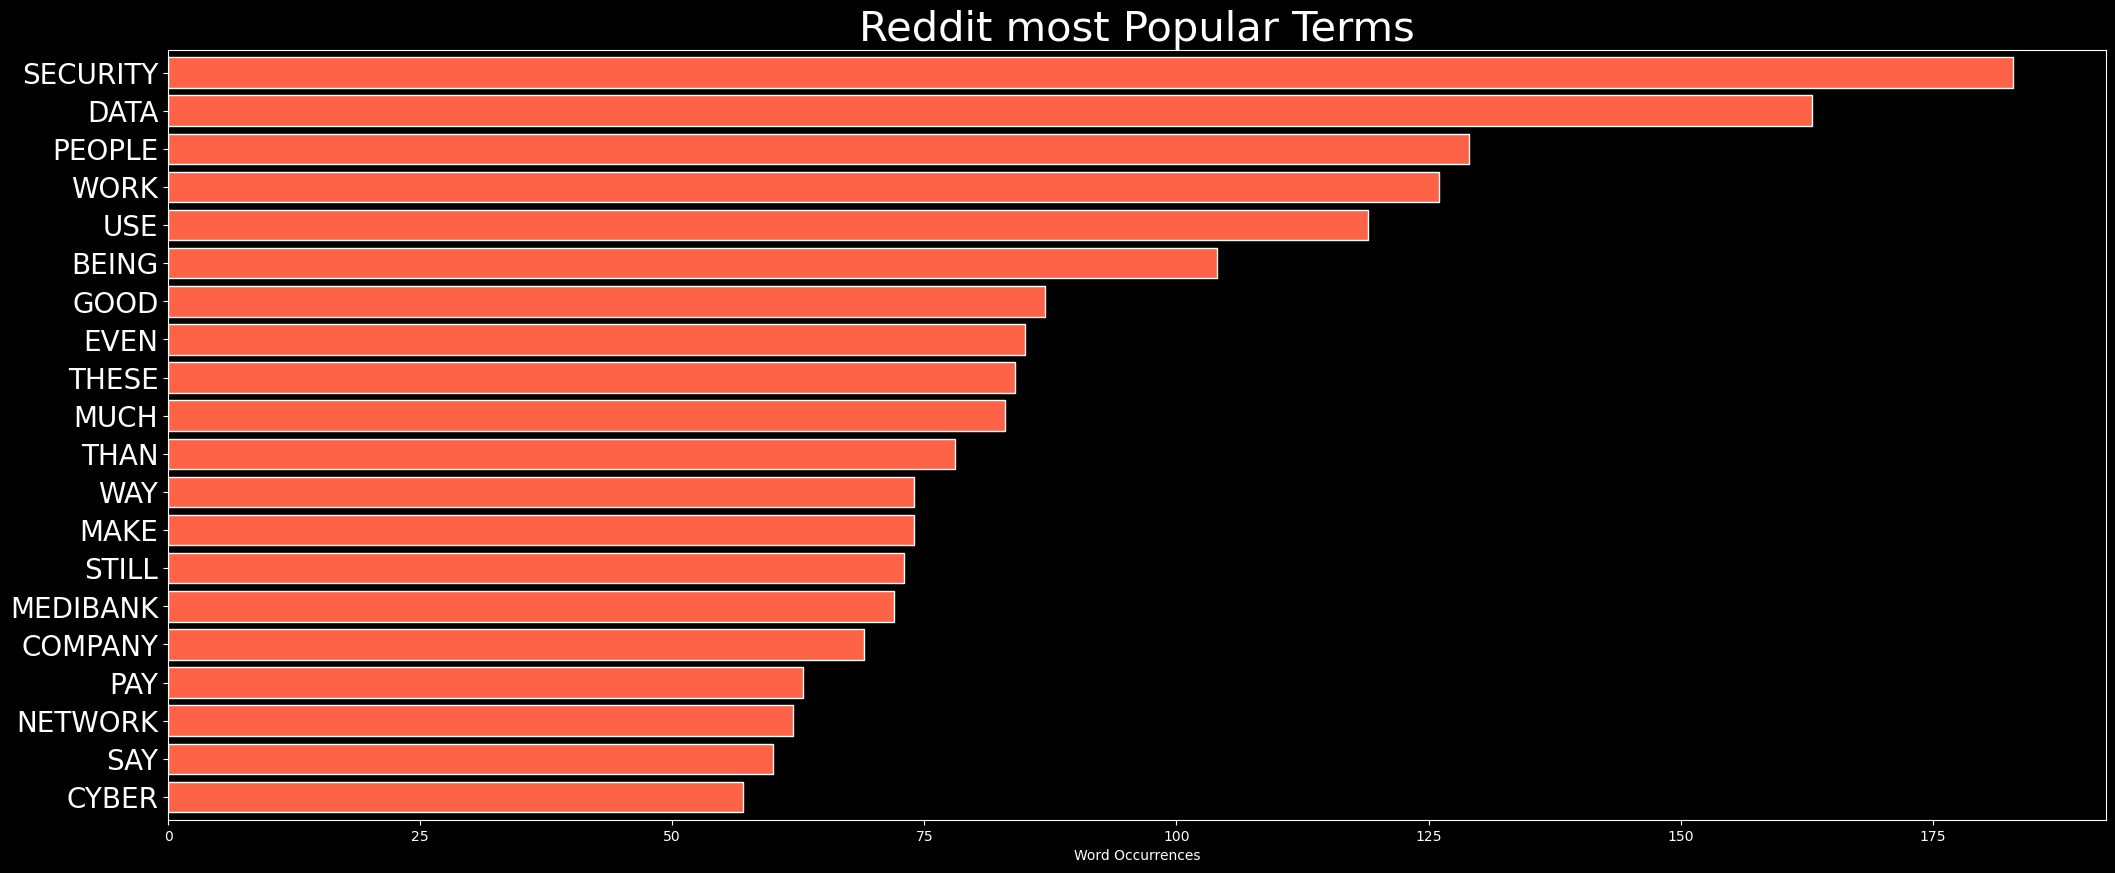 Reddit most Popular Terms
SECURITY
DATA
PEOPLE
WORK
USE
BEING
GOOD
EVEN
THESE
MUCH
THAN
WAY
MAKE
STILL
MEDIBANK
COMPANY
PAY
NETWORK
SAY
CYBER
0 25 50 75 100 125 150 175
Word Occurrences